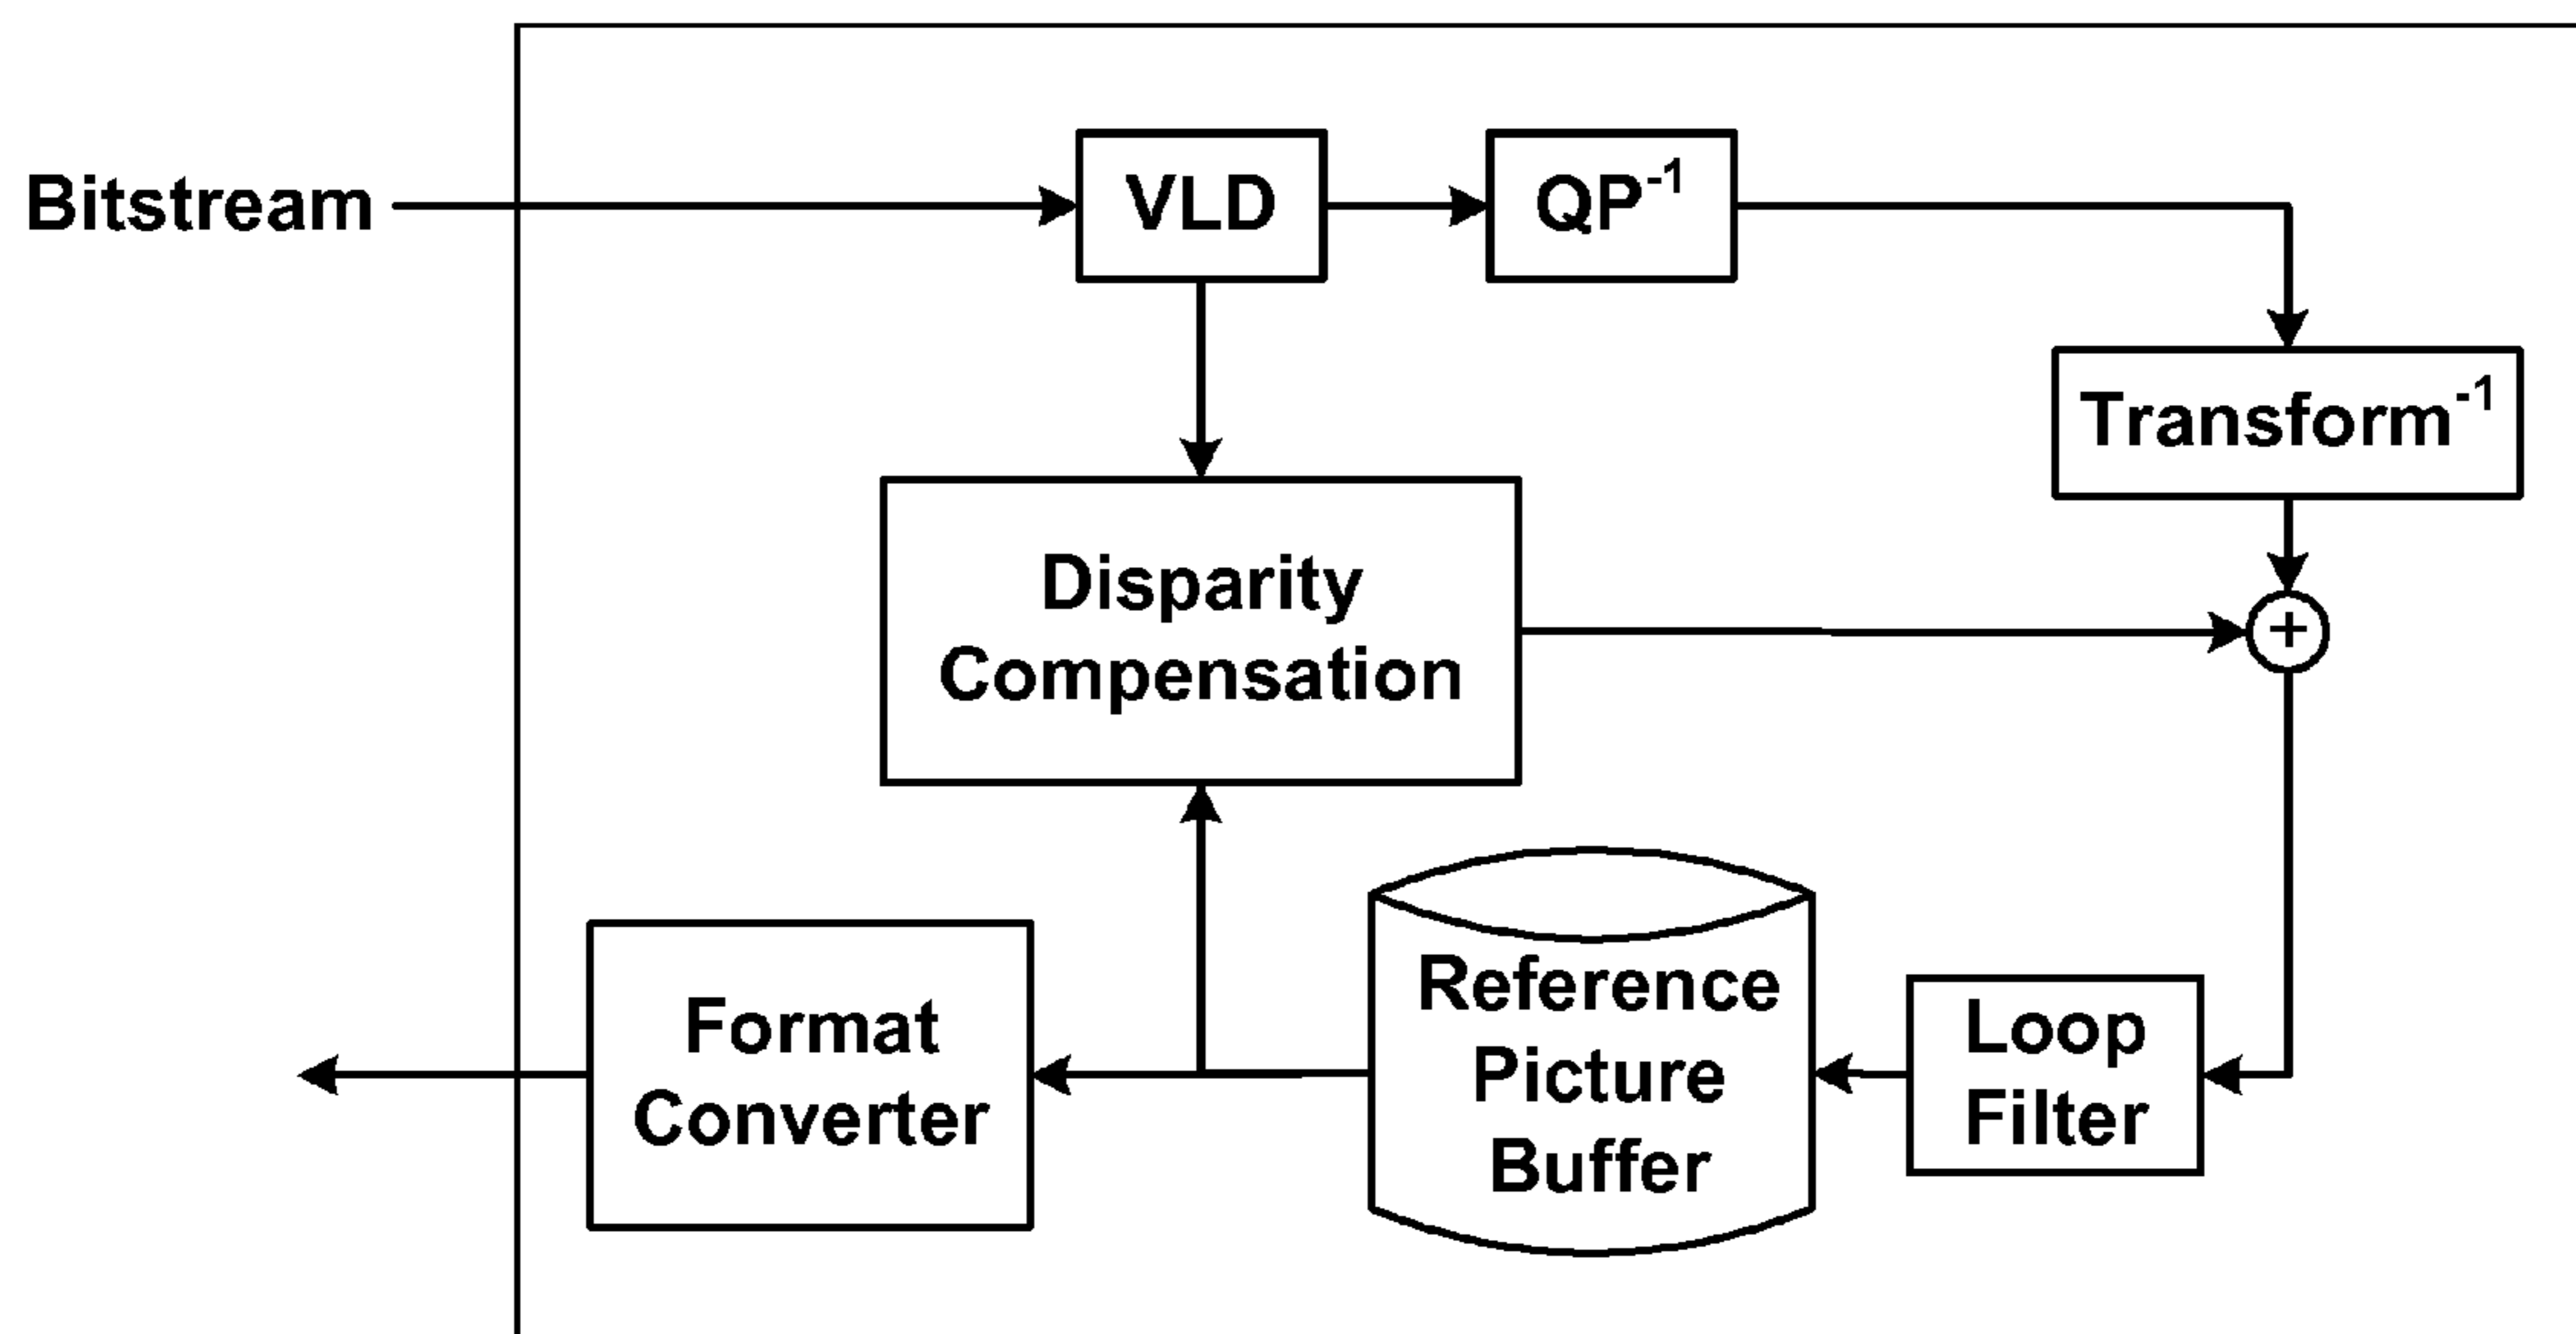 Bitstream
VLD
QP⁻¹
Transform⁻¹
Disparity
Compensation
+
Format
Converter
Reference
Picture
Buffer
Loop
Filter